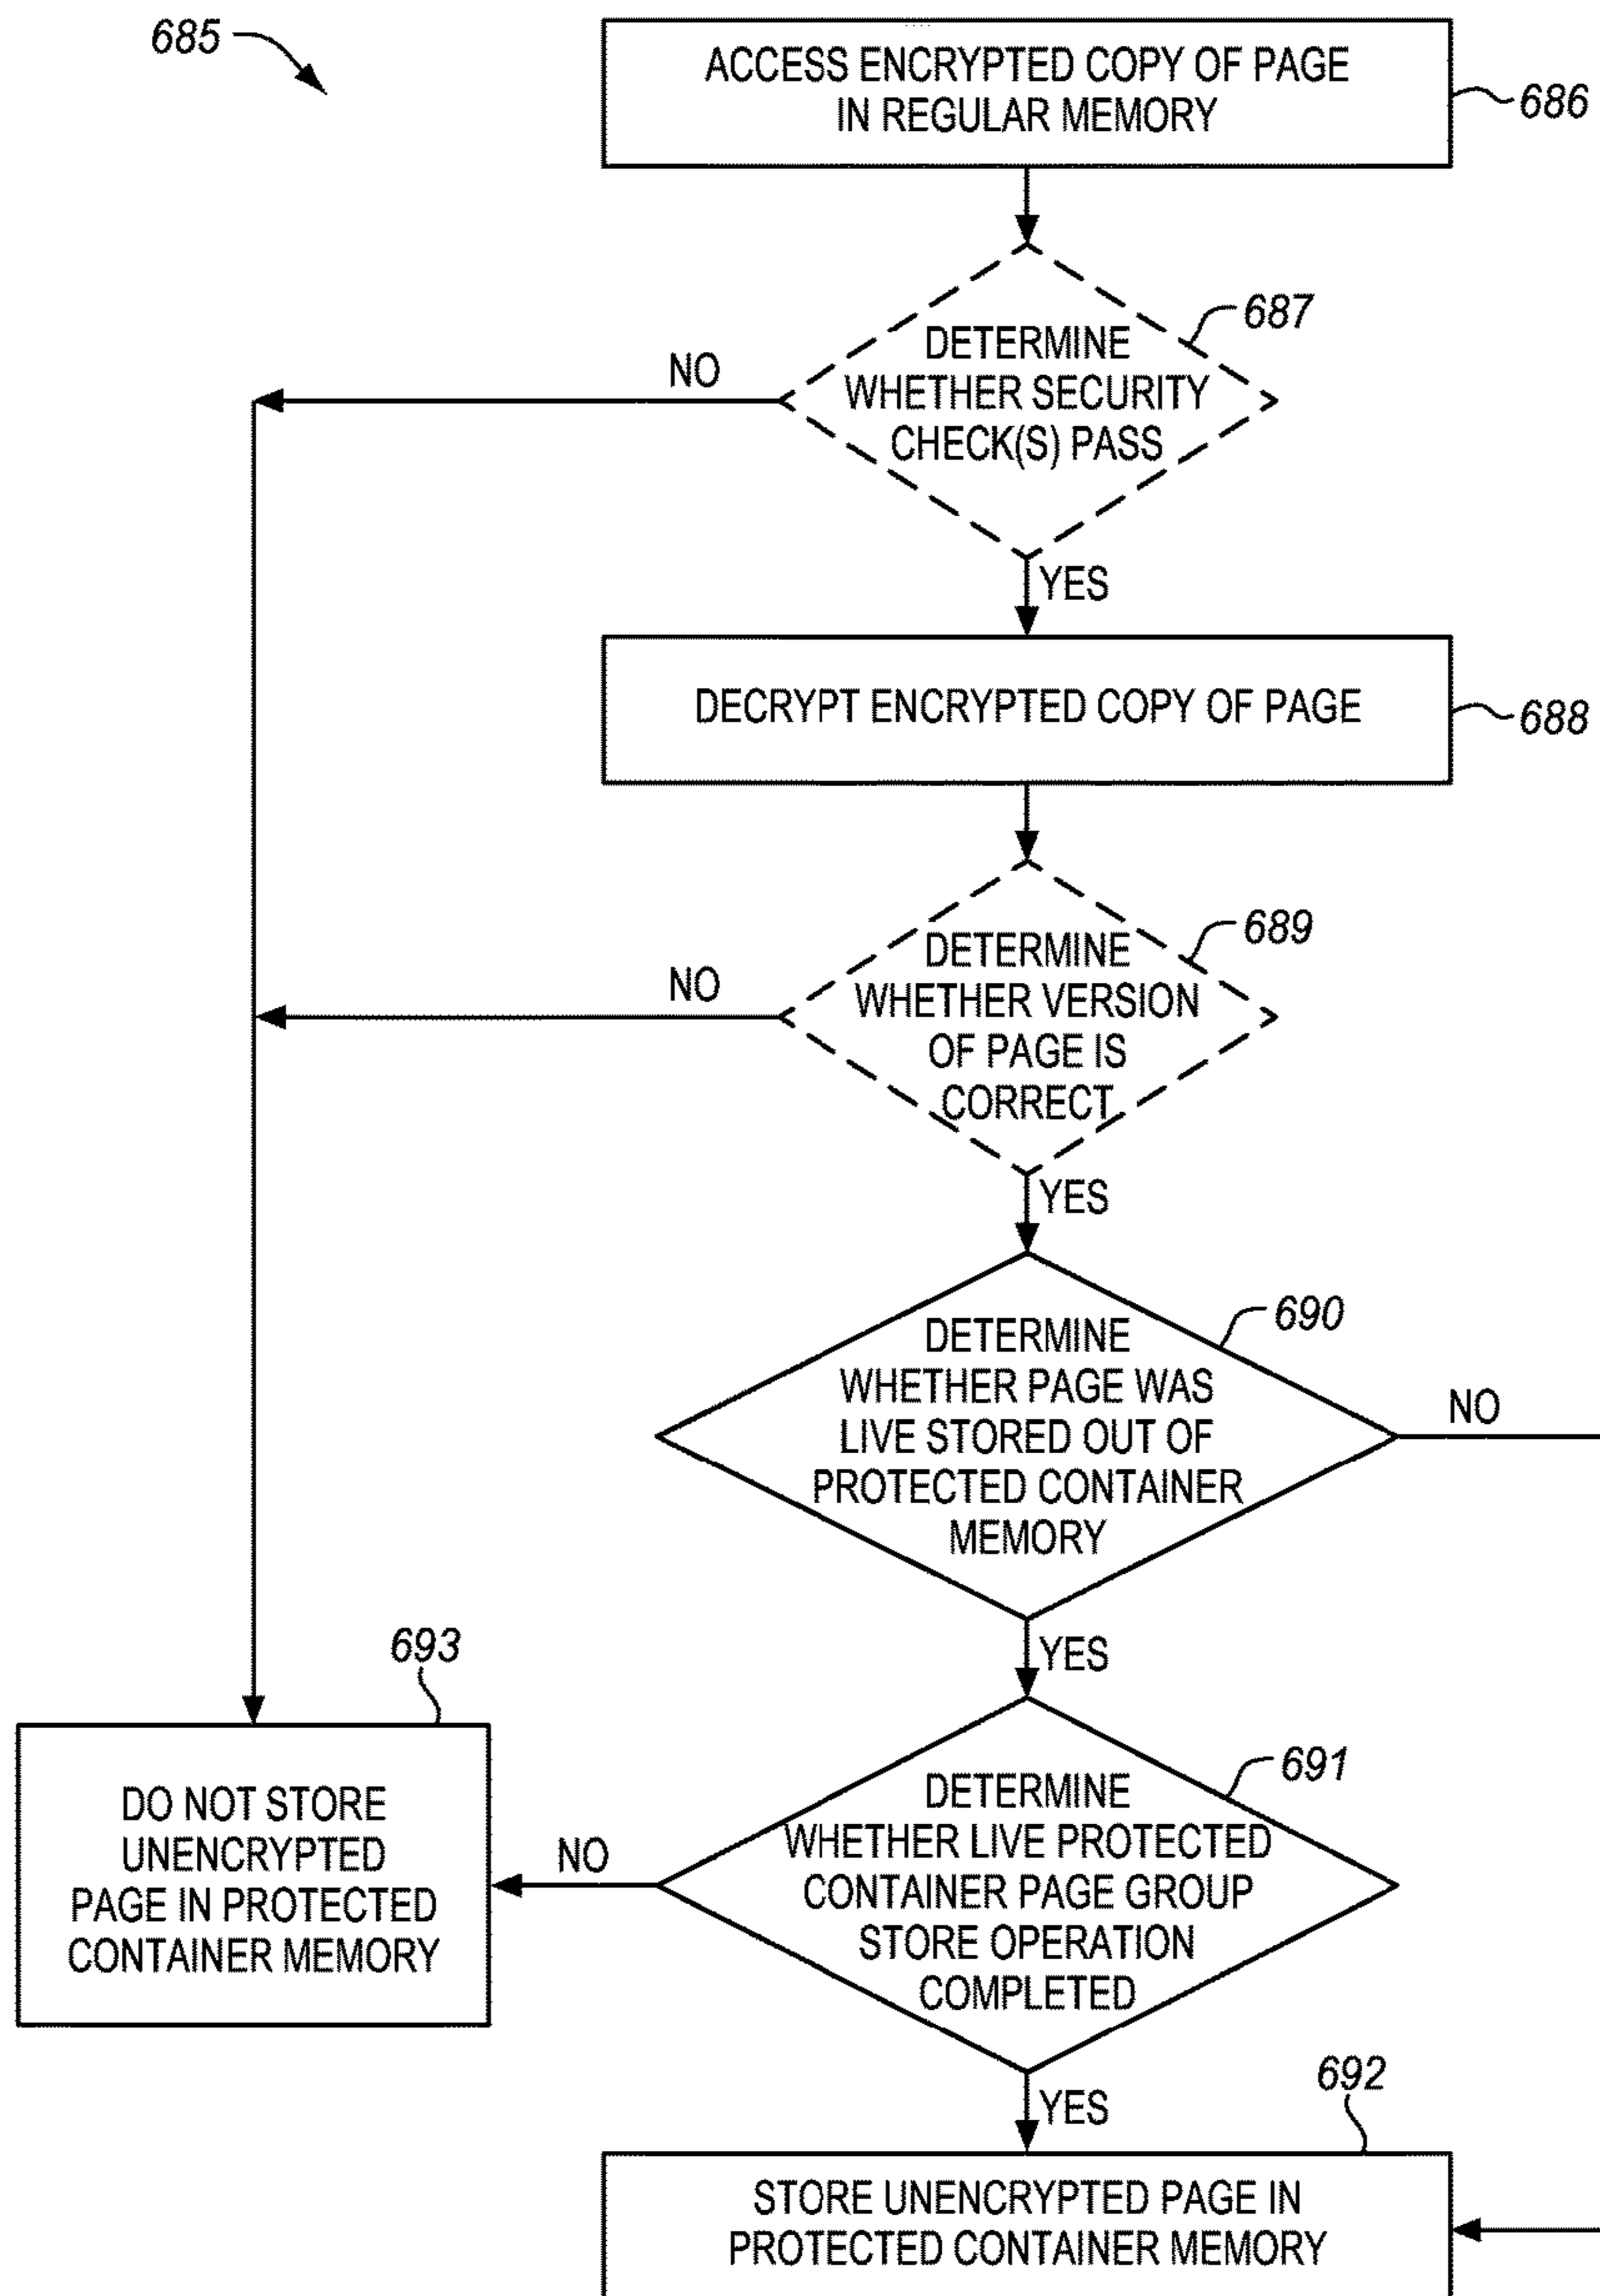 685
ACCESS ENCRYPTED COPY OF PAGE
IN REGULAR MEMORY
686
687
DETERMINE
WHETHER SECURITY
CHECK(S) PASS
NO
YES
DECRYPT ENCRYPTED COPY OF PAGE
688
689
DETERMINE
WHETHER VERSION
OF PAGE IS
CORRECT
NO
YES
690
DETERMINE
WHETHER PAGE WAS
LIVE STORED OUT OF
PROTECTED CONTAINER
MEMORY
NO
YES
693
DO NOT STORE
UNENCRYPTED
PAGE IN PROTECTED
CONTAINER MEMORY
691
DETERMINE
WHETHER LIVE PROTECTED
CONTAINER PAGE GROUP
STORE OPERATION
COMPLETED
NO
YES
692
STORE UNENCRYPTED PAGE IN
PROTECTED CONTAINER MEMORY